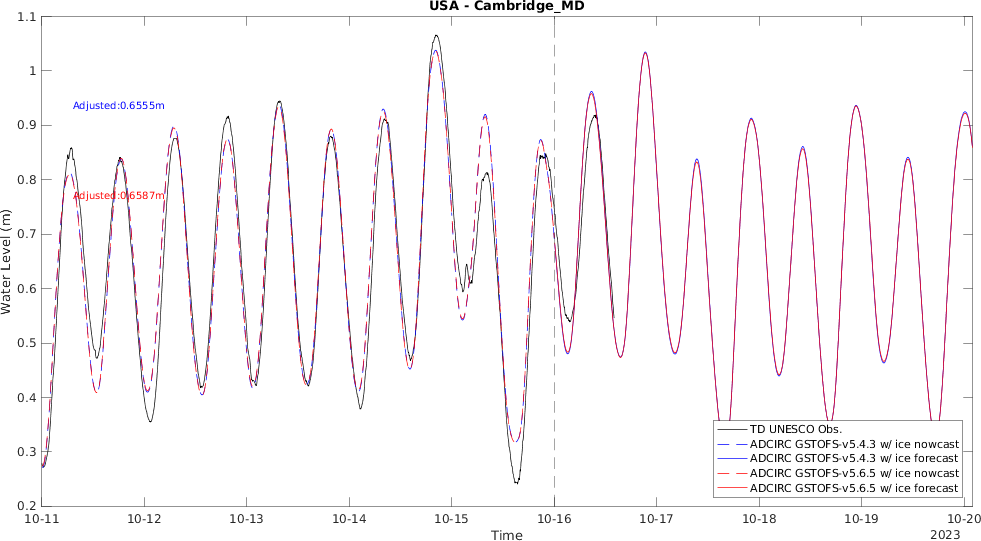 USA - Cambridge_MD
1.1
1
0.9
0.8
0.7
0.6
0.5
0.4
0.3
0.2
Water Level (m)
Adjusted:0.6555m
Adjusted:0.6587m
TD UNESCO Obs.
ADCIRC GSTOFS-v5.4.3 w/ ice nowcast
ADCIRC GSTOFS-v5.4.3 w/ ice forecast
ADCIRC GSTOFS-v5.6.5 w/ ice nowcast
ADCIRC GSTOFS-v5.6.5 w/ ice forecast
10-11 10-12 10-13 10-14 10-15 10-16 10-17 10-18 10-19 10-20
Time
2023